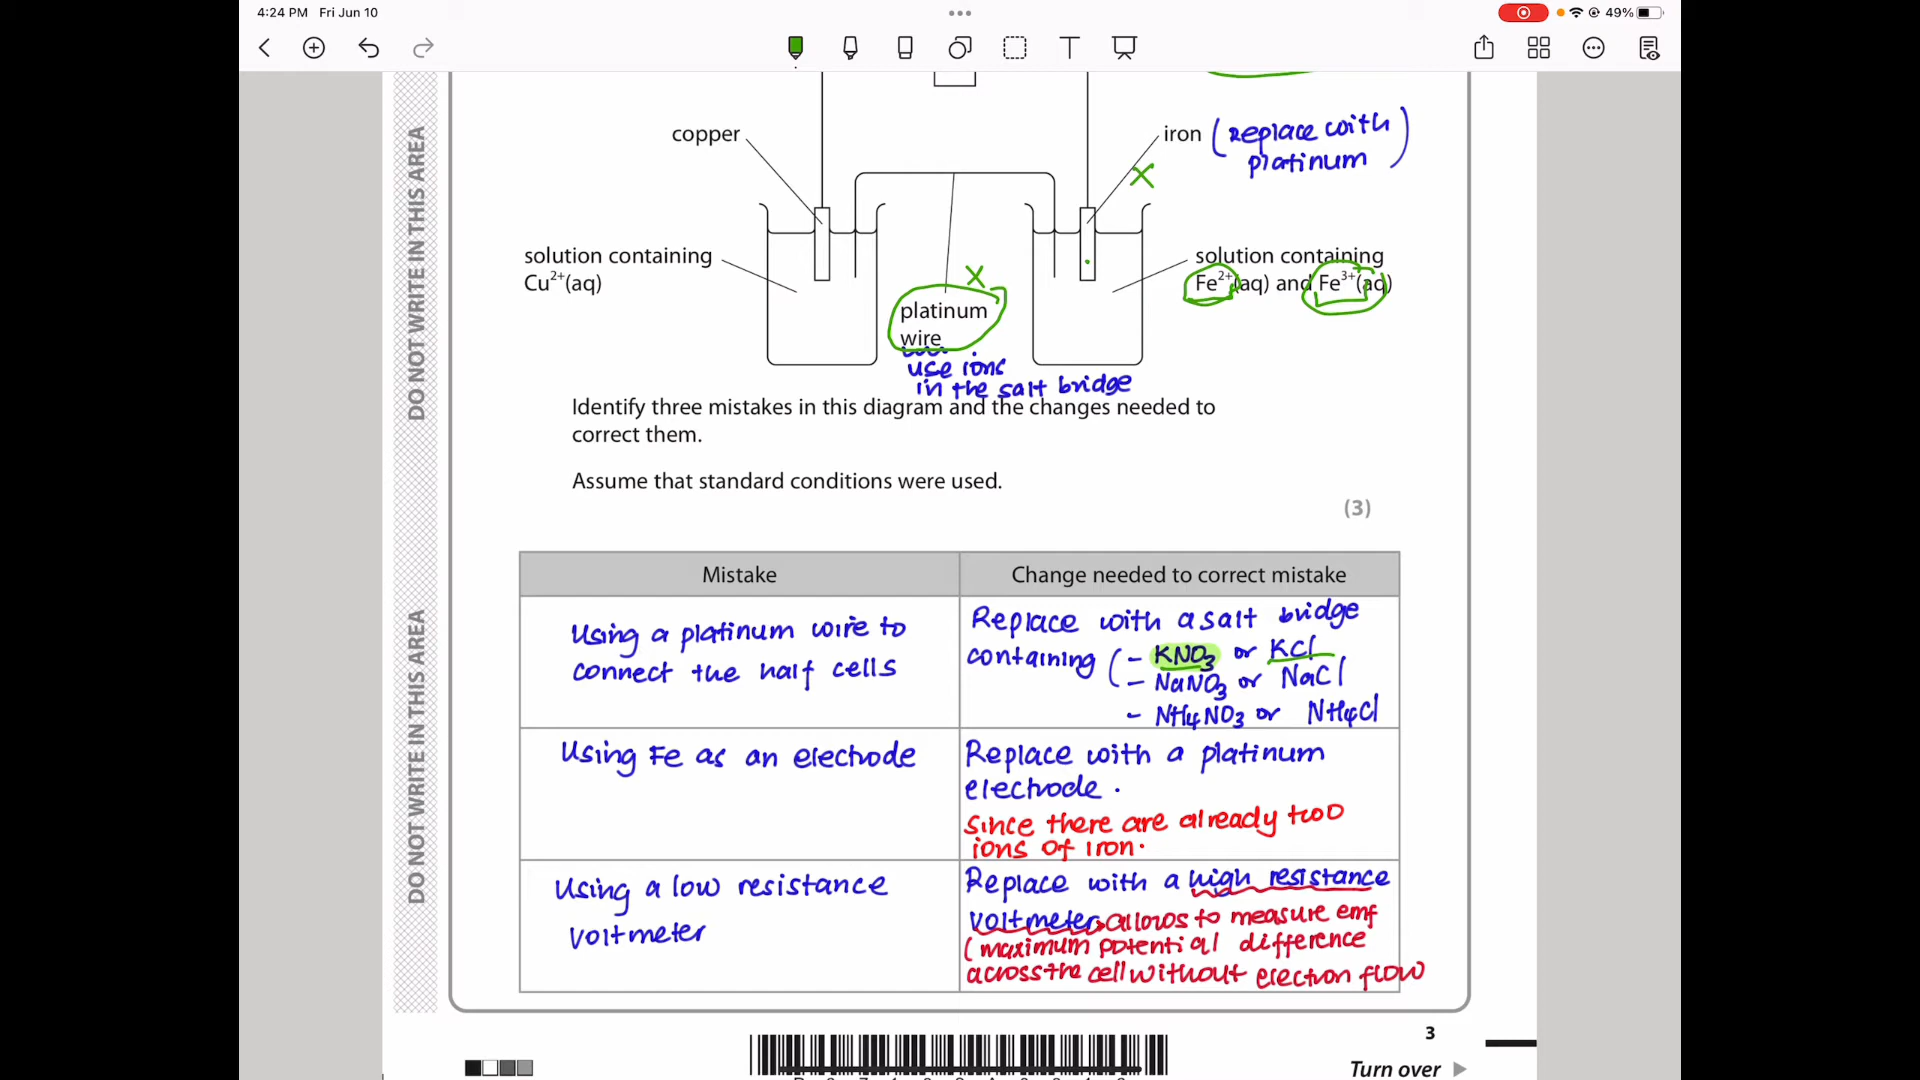 4:24 PM Fri Jun 10
49%
copper
iron (replace with
platinum)
solution containing
Cu2+(aq)
solution containing
Fe2+(aq) and Fe3+(aq)
X
X
platinum
wire
use ions
in the salt bridge
Identify three mistakes in this diagram and the changes needed to
correct them.
Assume that standard conditions were used.
(3)
Mistake
Change needed to correct mistake
Using a platinum wire to
connect the half cells
Replace with a salt bridge
containing (- KNO3 or KCl
- NaNO3 or NaCl
- NH4NO3 or NH4Cl
Using Fe as an electrode
Replace with a platinum
electrode.
since there are already two
ions of iron.
Using a low resistance
voltmeter
Replace with a high resistance
voltmeter → allows to measure emf
(maximum potential difference
across the cell without electron flow
DO NOT WRITE IN THIS AREA
DO NOT WRITE IN THIS AREA
3
Turn over